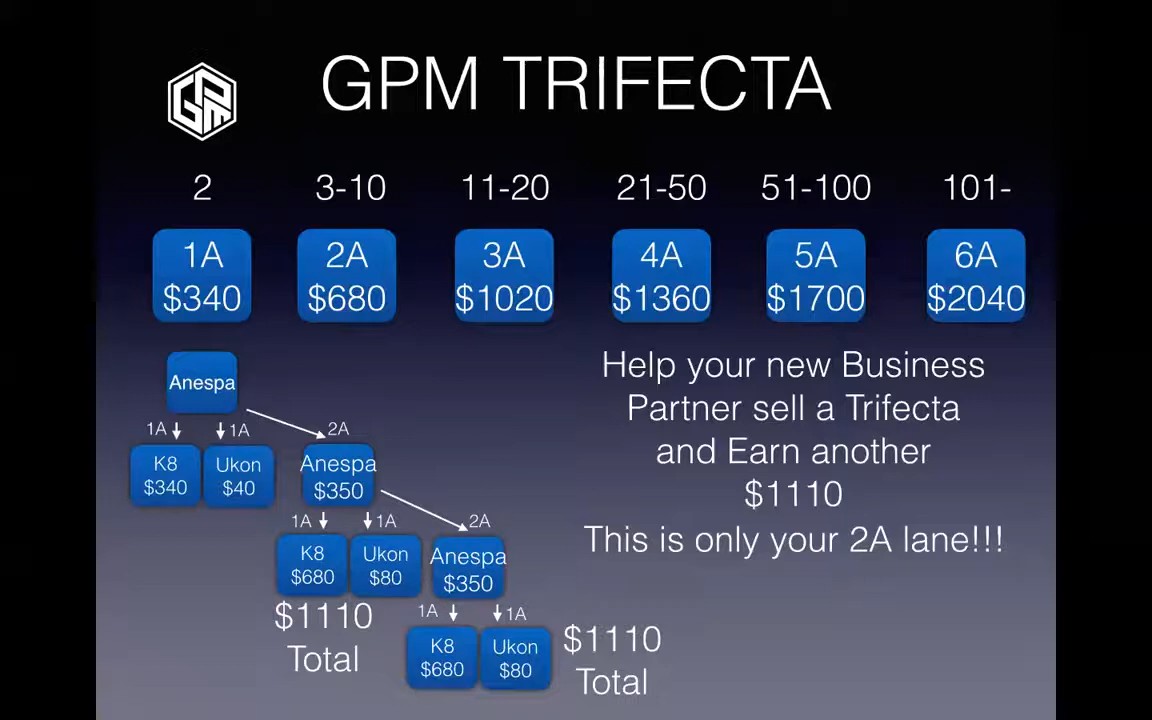 GPM
GPM TRIFECTA
2 3-10 11-20 21-50 51-100 101-
1A 2A 3A 4A 5A 6A
$340 $680 $1020 $1360 $1700 $2040
Anespa
1A 1A 2A
K8 Ukon Anespa
$340 $40 $350
1A 1A 2A
K8 Ukon Anespa
$680 $80 $350
$1110
Total
1A 1A
K8 Ukon
$680 $80
$1110
Total
Help your new Business
Partner sell a Trifecta
and Earn another
$1110
This is only your 2A lane!!!